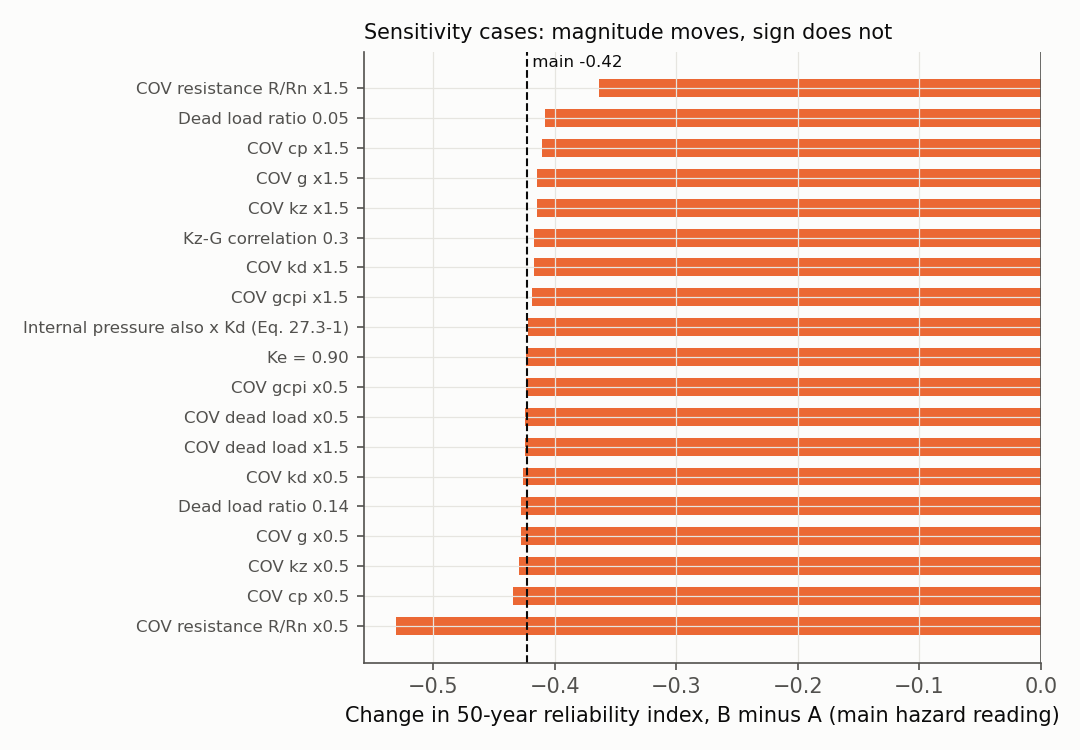 Sensitivity cases: magnitude moves, sign does not
main -0.42
COV resistance R/Rn x1.5
Dead load ratio 0.05
COV cp x1.5
COV g x1.5
COV kz x1.5
Kz-G correlation 0.3
COV kd x1.5
COV gcpi x1.5
Internal pressure also x Kd (Eq. 27.3-1)
Ke = 0.90
COV gcpi x0.5
COV dead load x0.5
COV dead load x1.5
COV kd x0.5
Dead load ratio 0.14
COV g x0.5
COV kz x0.5
COV cp x0.5
COV resistance R/Rn x0.5
−0.5 −0.4 −0.3 −0.2 −0.1 0.0
Change in 50-year reliability index, B minus A (main hazard reading)